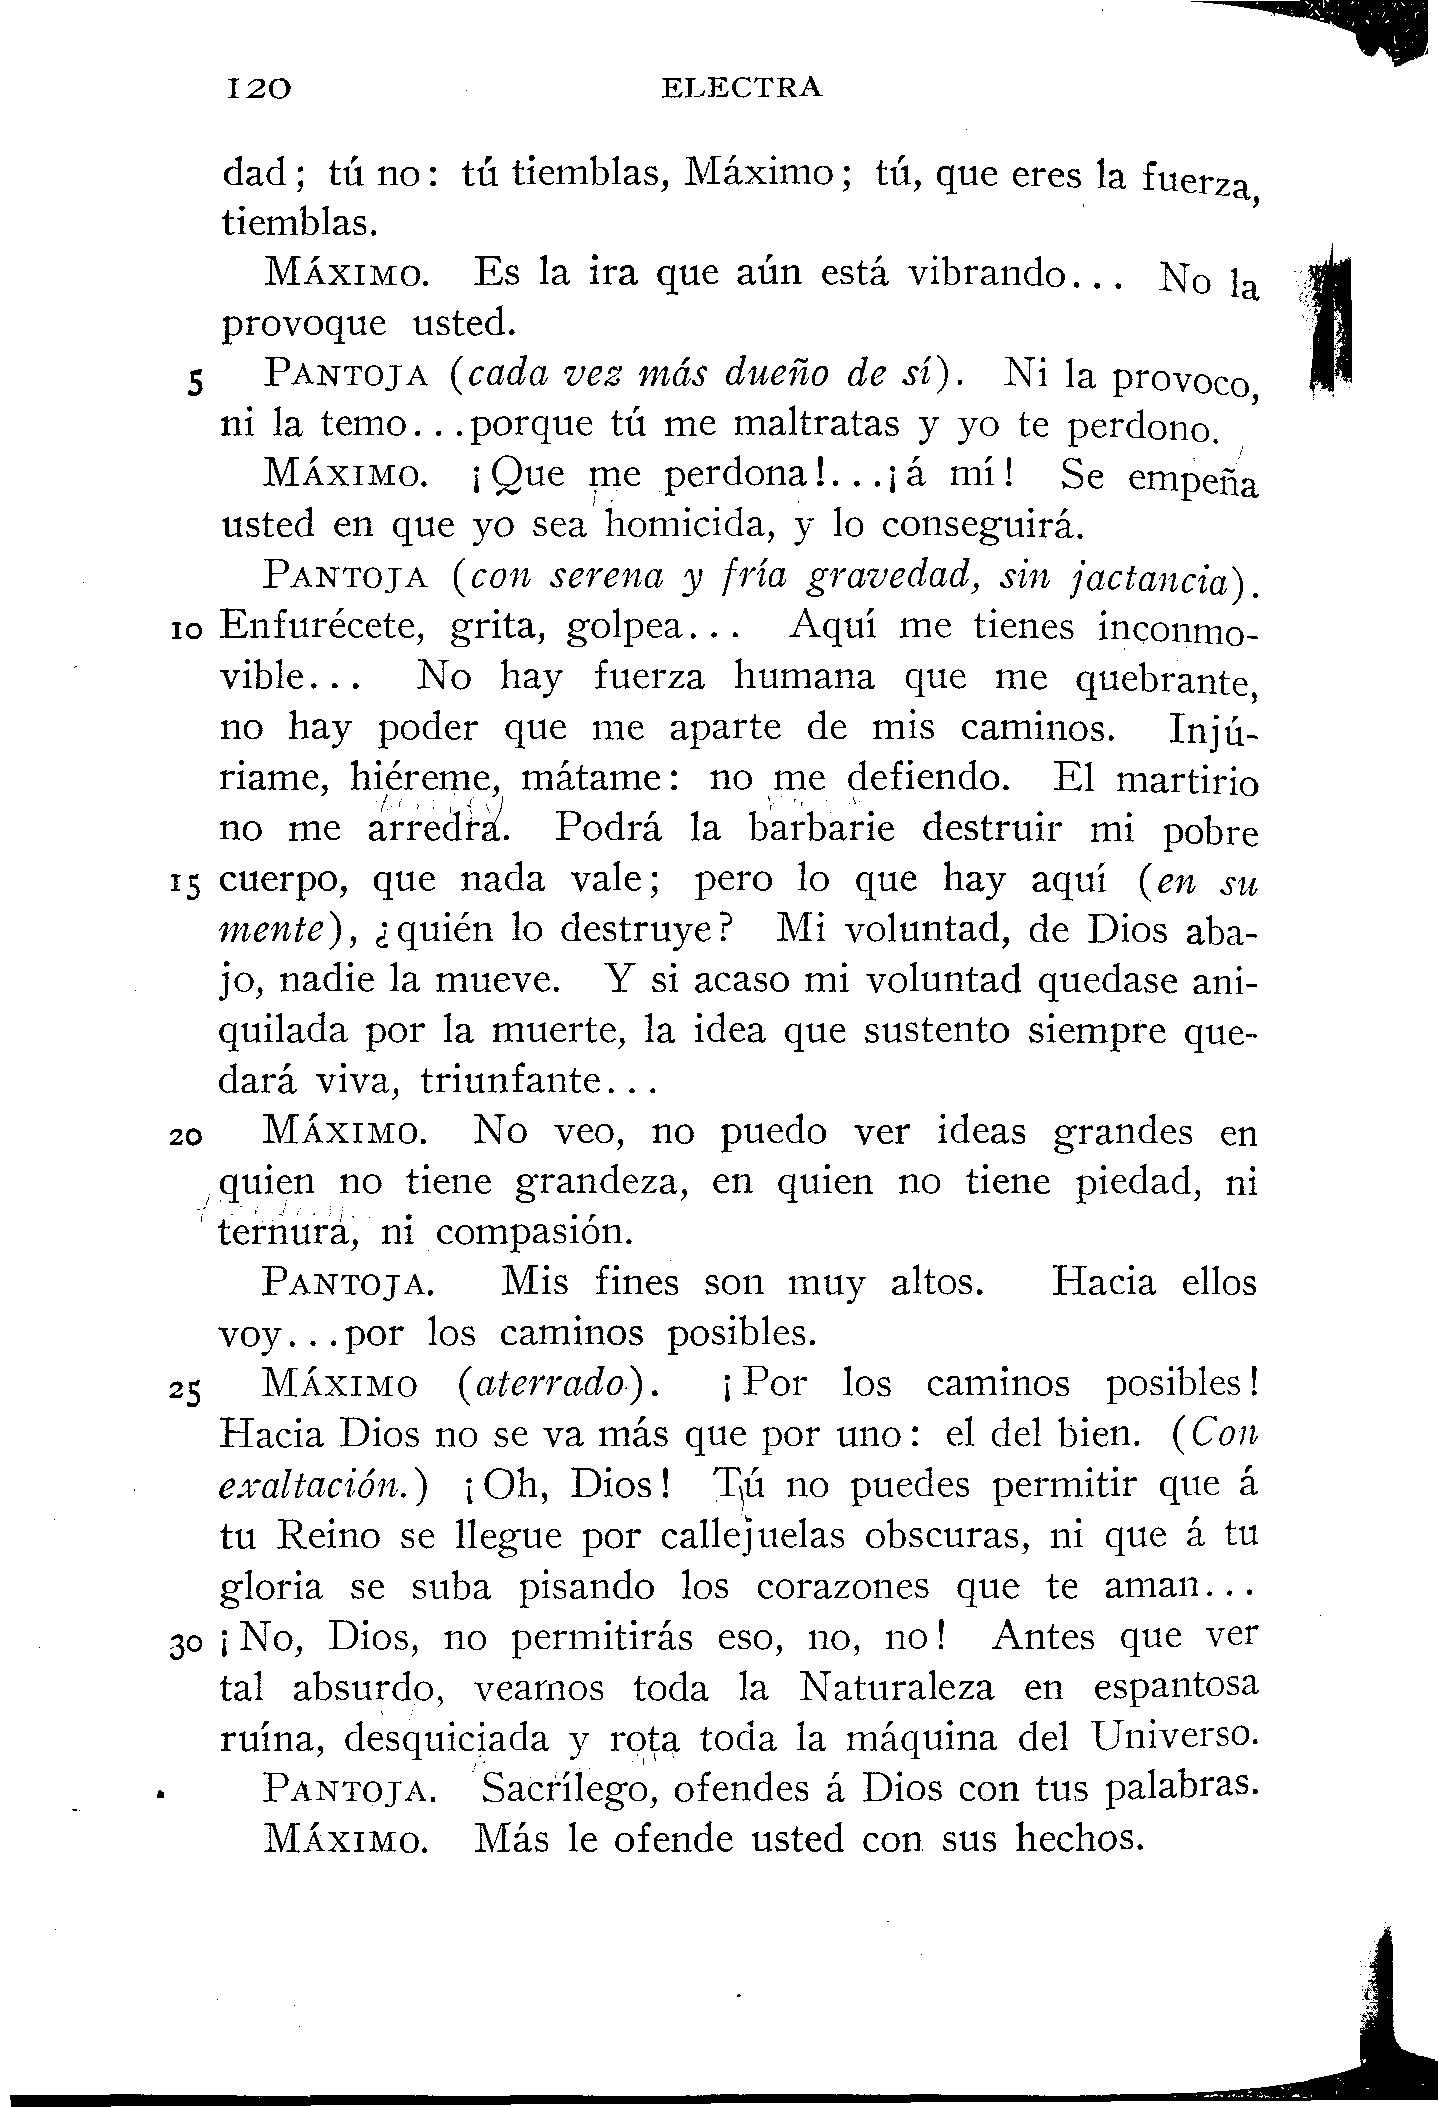 120 ELECTRA
dad; tú no: tú tiemblas, Máximo; tú, que eres la fuerza,
tiemblas.
MÁXIMO. Es la ira que aún está vibrando... No la
provoque usted.
5 PANTOJA (cada vez más dueño de sí). Ni la provoco,
ni la temo...porque tú me maltratas y yo te perdono.
MÁXIMO. ¡Que me perdona!...¡á mí! Se empeña
usted en que yo sea homicida, y lo conseguirá.
PANTOJA (con serena y fría gravedad, sin jactancia).
10 Enfurécete, grita, golpea... Aquí me tienes inconmo-
vible... No hay fuerza humana que me quebrante,
no hay poder que me aparte de mis caminos. Injú-
riame, hiéreme, mátame: no me defiendo. El martirio
no me arredra. Podrá la barbarie destruir mi pobre
15 cuerpo, que nada vale; pero lo que hay aquí (en su
mente), ¿quién lo destruye? Mi voluntad, de Dios aba-
jo, nadie la mueve. Y si acaso mi voluntad quedase ani-
quilada por la muerte, la idea que sustento siempre que-
dará viva, triunfante...
20 MÁXIMO. No veo, no puedo ver ideas grandes en
quien no tiene grandeza, en quien no tiene piedad, ni
ternura, ni compasión.
PANTOJA. Mis fines son muy altos. Hacia ellos
voy...por los caminos posibles.
25 MÁXIMO (aterrado). ¡Por los caminos posibles!
Hacia Dios no se va más que por uno: el del bien. (Con
exaltación.) ¡Oh, Dios! Tú no puedes permitir que á
tu Reino se llegue por callejuelas obscuras, ni que á tu
gloria se suba pisando los corazones que te aman...
30 ¡No, Dios, no permitirás eso, no, no! Antes que ver
tal absurdo, veamos toda la Naturaleza en espantosa
ruína, desquiciada y rota toda la máquina del Universo.
PANTOJA. Sacrílego, ofendes á Dios con tus palabras.
MÁXIMO. Más le ofende usted con sus hechos.